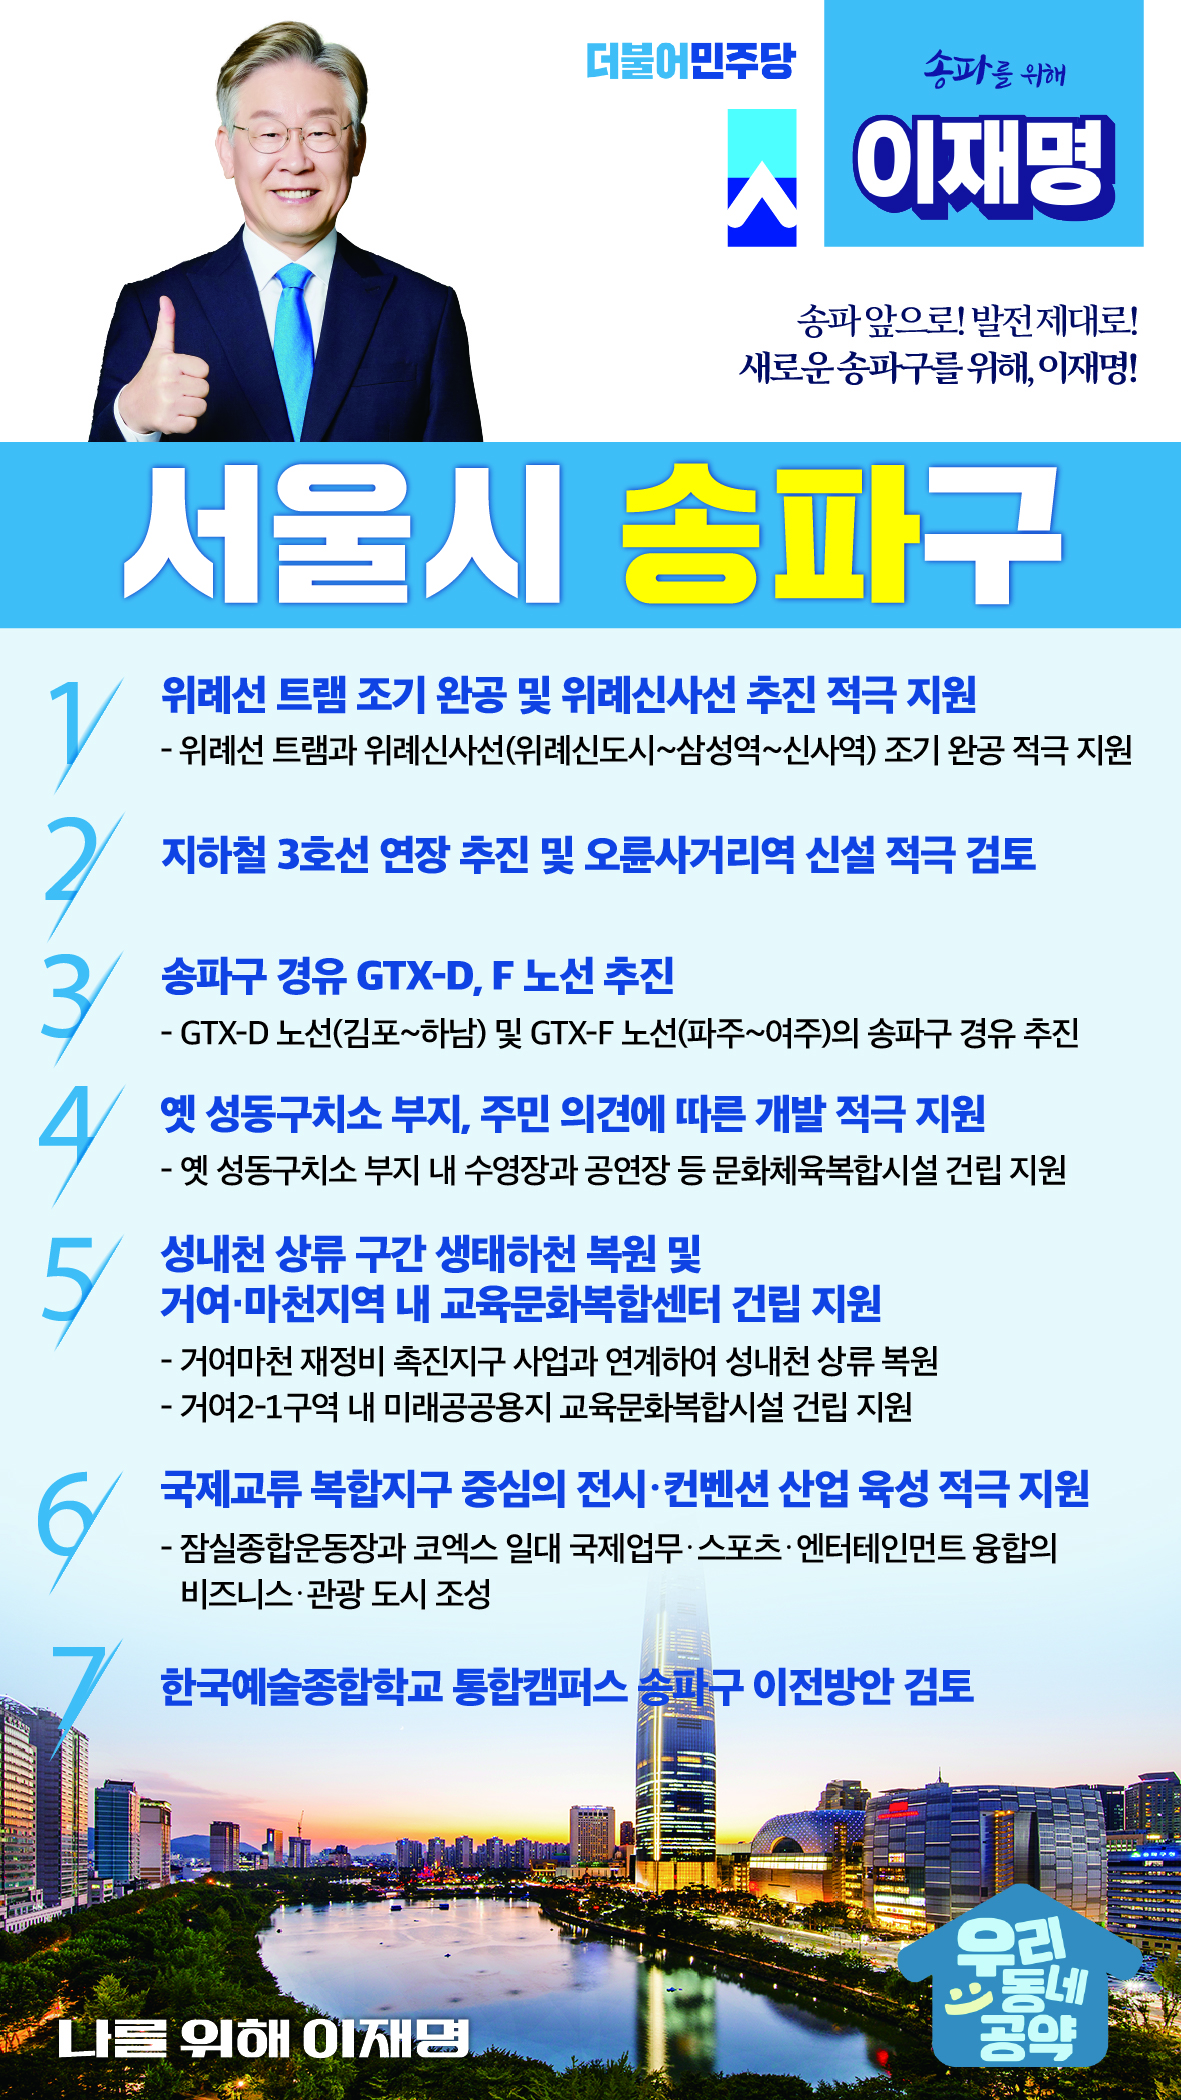 더불어민주당
송파를 위해
이재명
송파 앞으로! 발전 제대로!
새로운 송파구를 위해, 이재명!
서울시 송파구
1
위례선 트램 조기 완공 및 위례신사선 추진 적극 지원
- 위례선 트램과 위례신사선(위례신도시~삼성역~신사역) 조기 완공 적극 지원
2
지하철 3호선 연장 추진 및 오륜사거리역 신설 적극 검토
3
송파구 경유 GTX-D, F 노선 추진
- GTX-D 노선(김포~하남) 및 GTX-F 노선(파주~여주)의 송파구 경유 추진
4
옛 성동구치소 부지, 주민 의견에 따른 개발 적극 지원
- 옛 성동구치소 부지 내 수영장과 공연장 등 문화체육복합시설 건립 지원
5
성내천 상류 구간 생태하천 복원 및
거여·마천지역 내 교육문화복합센터 건립 지원
- 거여마천 재정비 촉진지구 사업과 연계하여 성내천 상류 복원
- 거여2-1구역 내 미래공공용지 교육문화복합시설 건립 지원
6
국제교류 복합지구 중심의 전시·컨벤션 산업 육성 적극 지원
- 잠실종합운동장과 코엑스 일대 국제업무·스포츠·엔터테인먼트 융합의
비즈니스·관광 도시 조성
7
한국예술종합학교 통합캠퍼스 송파구 이전방안 검토
우리
동네
공약
나를 위해 이재명